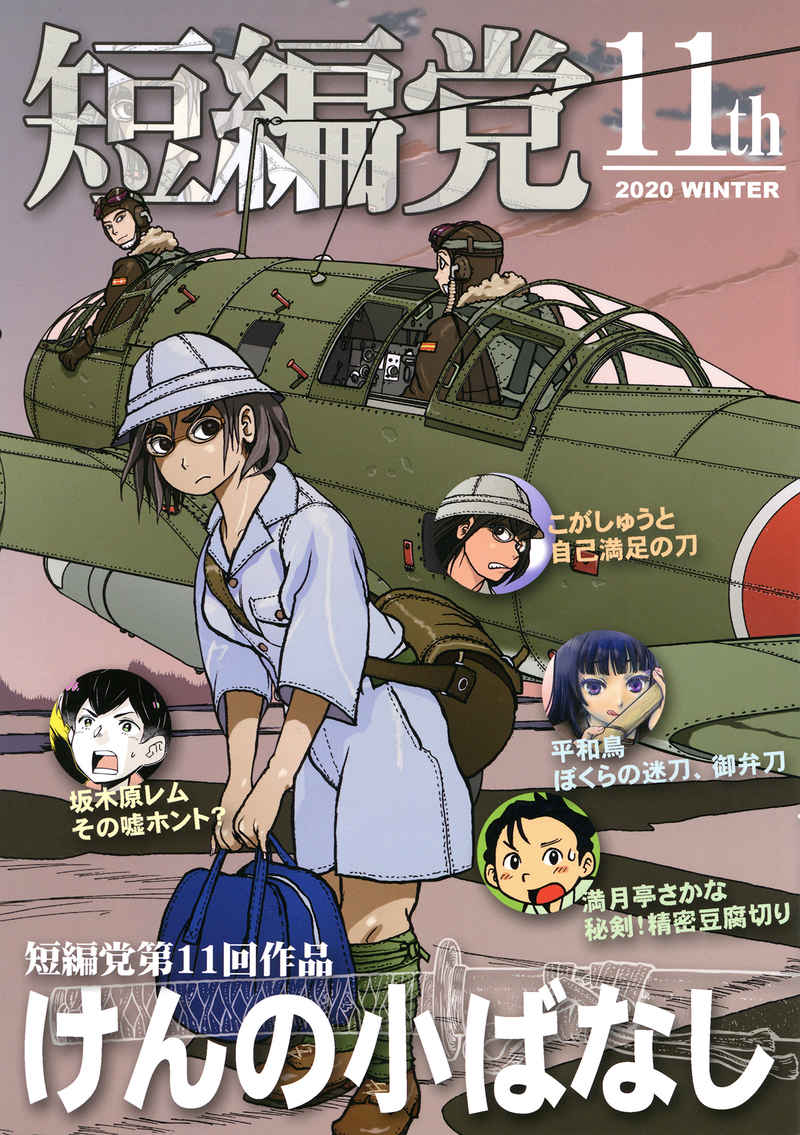 短編党
11th
2020 WINTER
こがしゅうと
自己満足の刀
平和鳥
ぼくらの迷刀、御弁刀
坂木原レム
その嘘ホント?
満月亭さかな
秘剣!精密豆腐切り
短編党第11回作品
けんの小ばなし